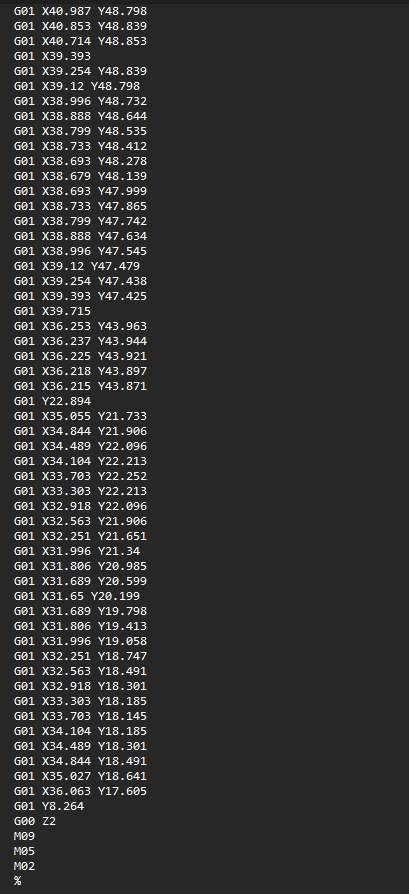 G01 X40.987 Y48.798
G01 X40.853 Y48.839
G01 X40.714 Y48.853
G01 X39.393
G01 X39.254 Y48.839
G01 X39.12 Y48.798
G01 X38.996 Y48.732
G01 X38.888 Y48.644
G01 X38.799 Y48.535
G01 X38.733 Y48.412
G01 X38.693 Y48.278
G01 X38.679 Y48.139
G01 X38.693 Y47.999
G01 X38.733 Y47.865
G01 X38.799 Y47.742
G01 X38.888 Y47.634
G01 X38.996 Y47.545
G01 X39.12 Y47.479
G01 X39.254 Y47.438
G01 X39.393 Y47.425
G01 X39.715
G01 X36.253 Y43.963
G01 X36.237 Y43.944
G01 X36.225 Y43.921
G01 X36.218 Y43.897
G01 X36.215 Y43.871
G01 Y22.894
G01 X35.055 Y21.733
G01 X34.844 Y21.906
G01 X34.489 Y22.096
G01 X34.104 Y22.213
G01 X33.703 Y22.252
G01 X33.303 Y22.213
G01 X32.918 Y22.096
G01 X32.563 Y21.906
G01 X32.251 Y21.651
G01 X31.996 Y21.34
G01 X31.806 Y20.985
G01 X31.689 Y20.599
G01 X31.65 Y20.199
G01 X31.689 Y19.798
G01 X31.806 Y19.413
G01 X31.996 Y19.058
G01 X32.251 Y18.747
G01 X32.563 Y18.491
G01 X32.918 Y18.301
G01 X33.303 Y18.185
G01 X33.703 Y18.145
G01 X34.104 Y18.185
G01 X34.489 Y18.301
G01 X34.844 Y18.491
G01 X35.027 Y18.641
G01 X36.063 Y17.605
G01 Y8.264
G00 Z2
M09
M05
M02
%